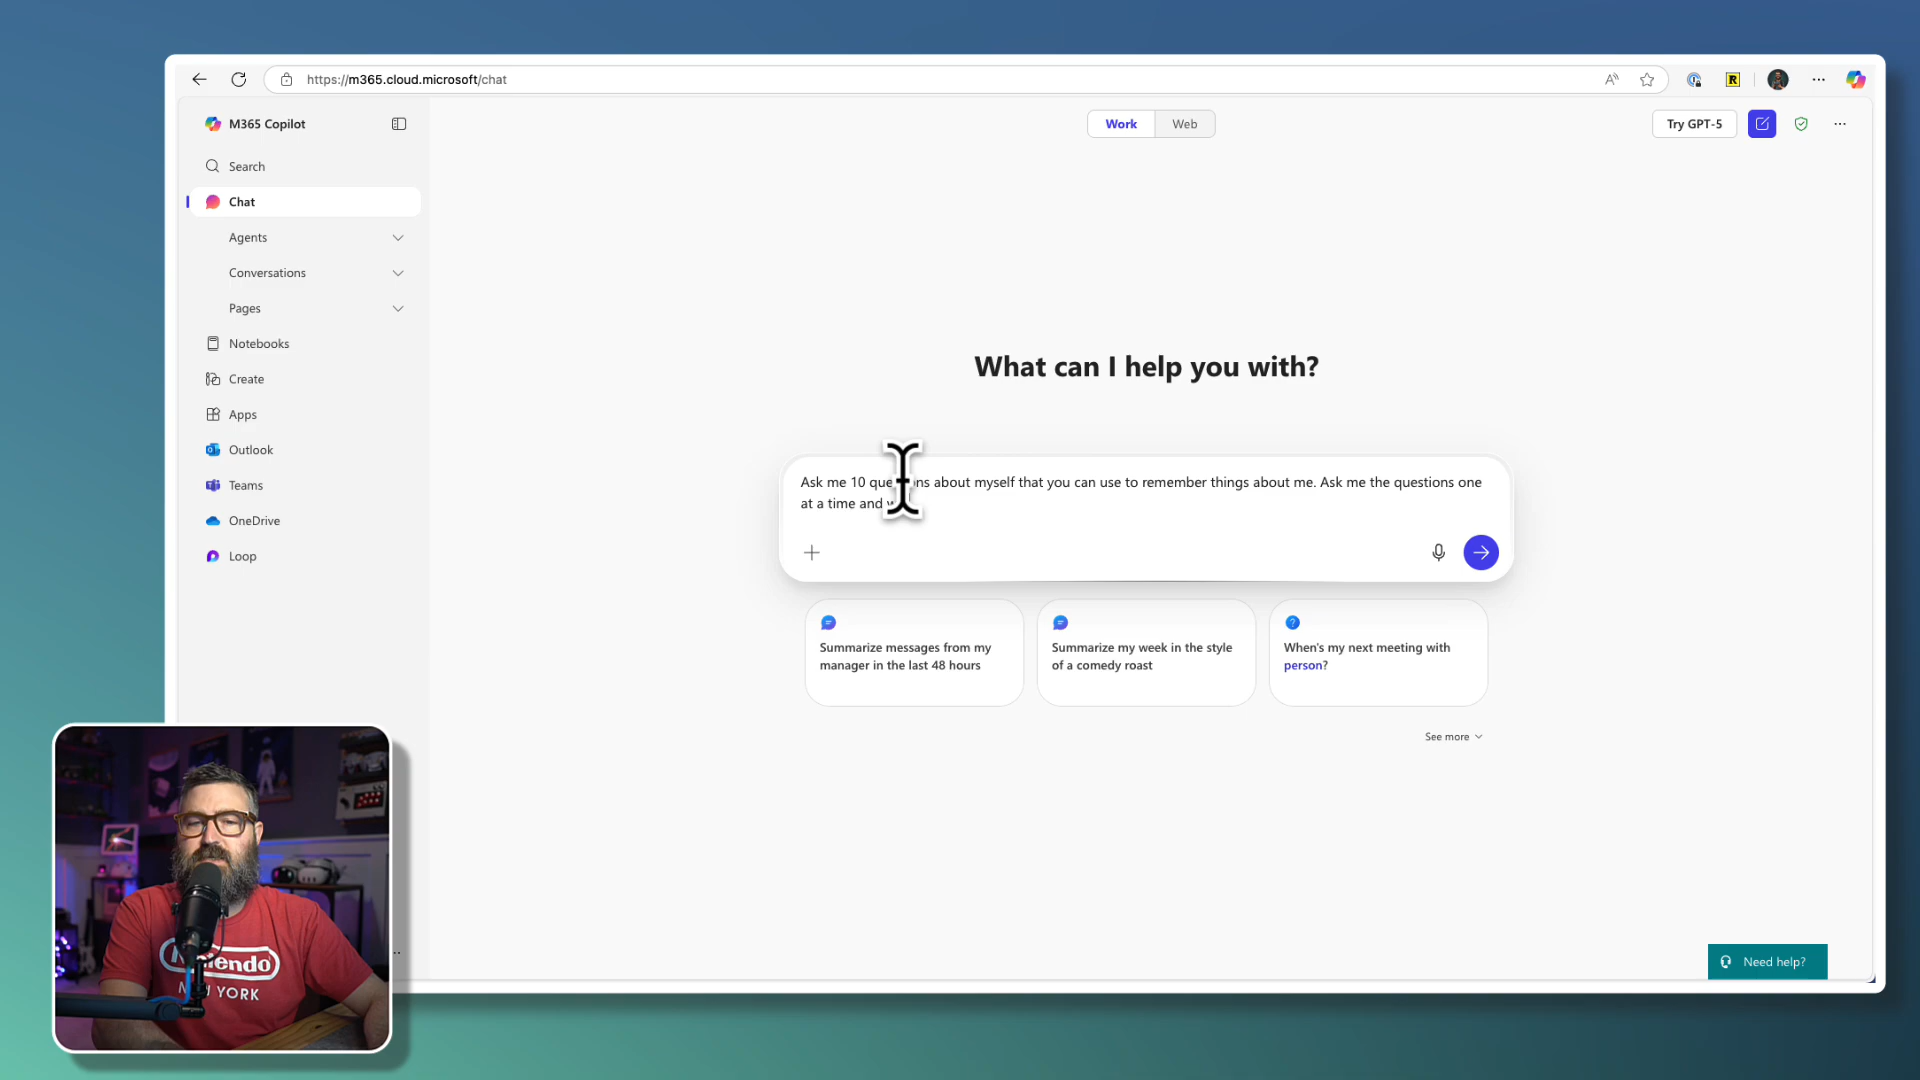 https://m365.cloud.microsoft/chat
M365 Copilot
Work
Web
Try GPT-5
Search
Chat
Agents
Conversations
Pages
Notebooks
Create
Apps
Outlook
Teams
OneDrive
Loop
What can I help you with?
Ask me 10 questions about myself that you can use to remember things about me. Ask me the questions one
at a time and
Summarize messages from my
manager in the last 48 hours
Summarize my week in the style
of a comedy roast
When's my next meeting with
person?
See more
Need help?
Nintendo
NEW YORK